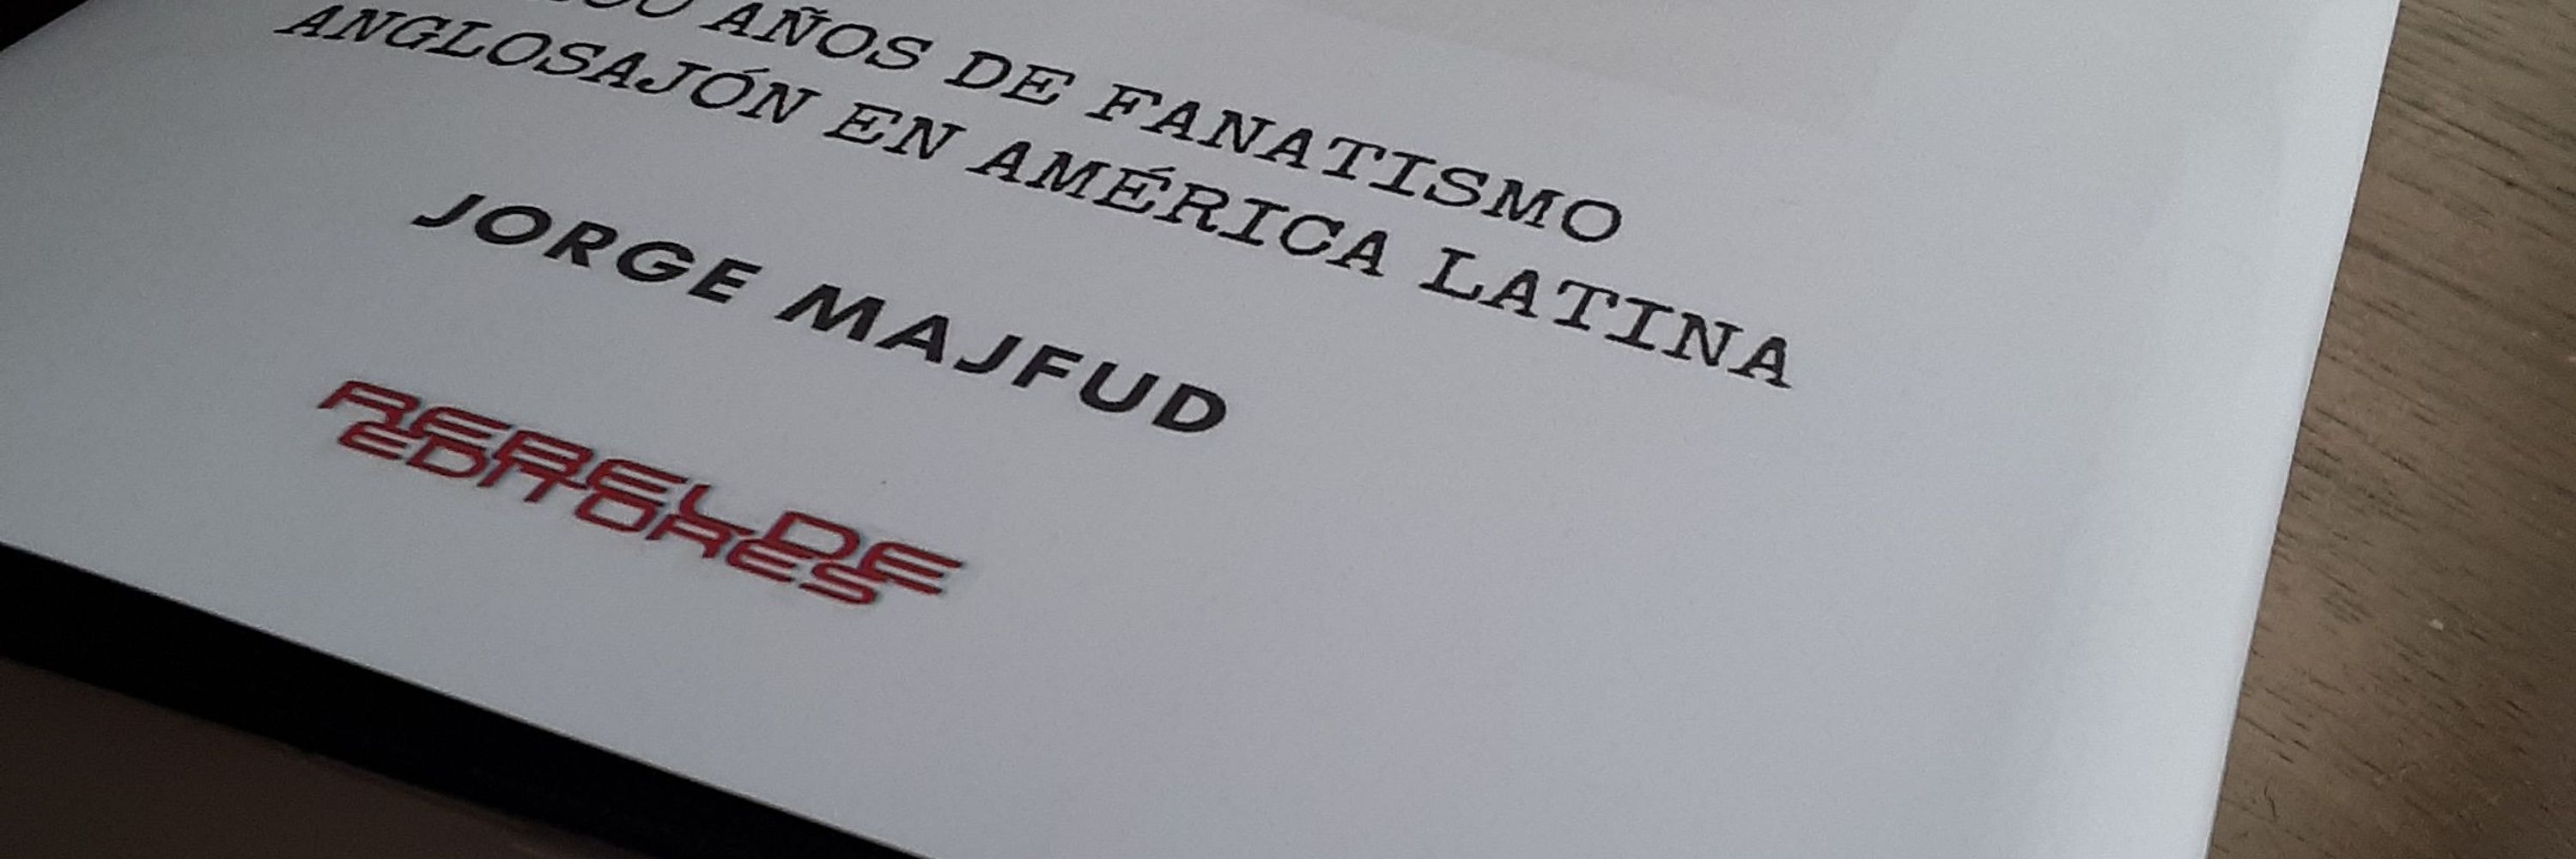 AÑOS DE FANATISMO
ANGLOSAJÓN EN AMÉRICA LATINA
JORGE MAJFUD
REBELDE
EDITORES